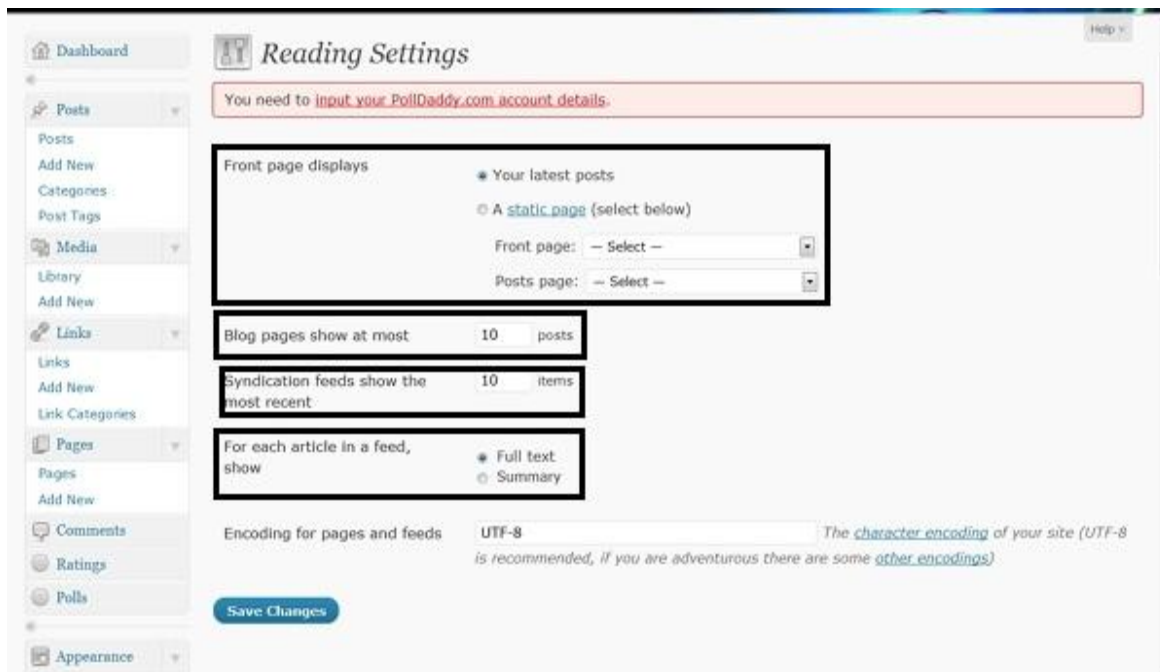 Help
Dashboard
Reading Settings
You need to input your PollDaddy.com account details.
Posts
Posts
Add New
Categories
Post Tags
Media
Library
Add New
Links
Links
Add New
Link Categories
Pages
Pages
Add New
Comments
Ratings
Polls
Appearance
Front page displays
Your latest posts
A static page (select below)
Front page: — Select —
Posts page: — Select —
Blog pages show at most 10 posts
Syndication feeds show the 10 items
most recent
For each article in a feed,
show
Full text
Summary
Encoding for pages and feeds UTF-8 The character encoding of your site (UTF-8
is recommended, if you are adventurous there are some other encodings)
Save Changes